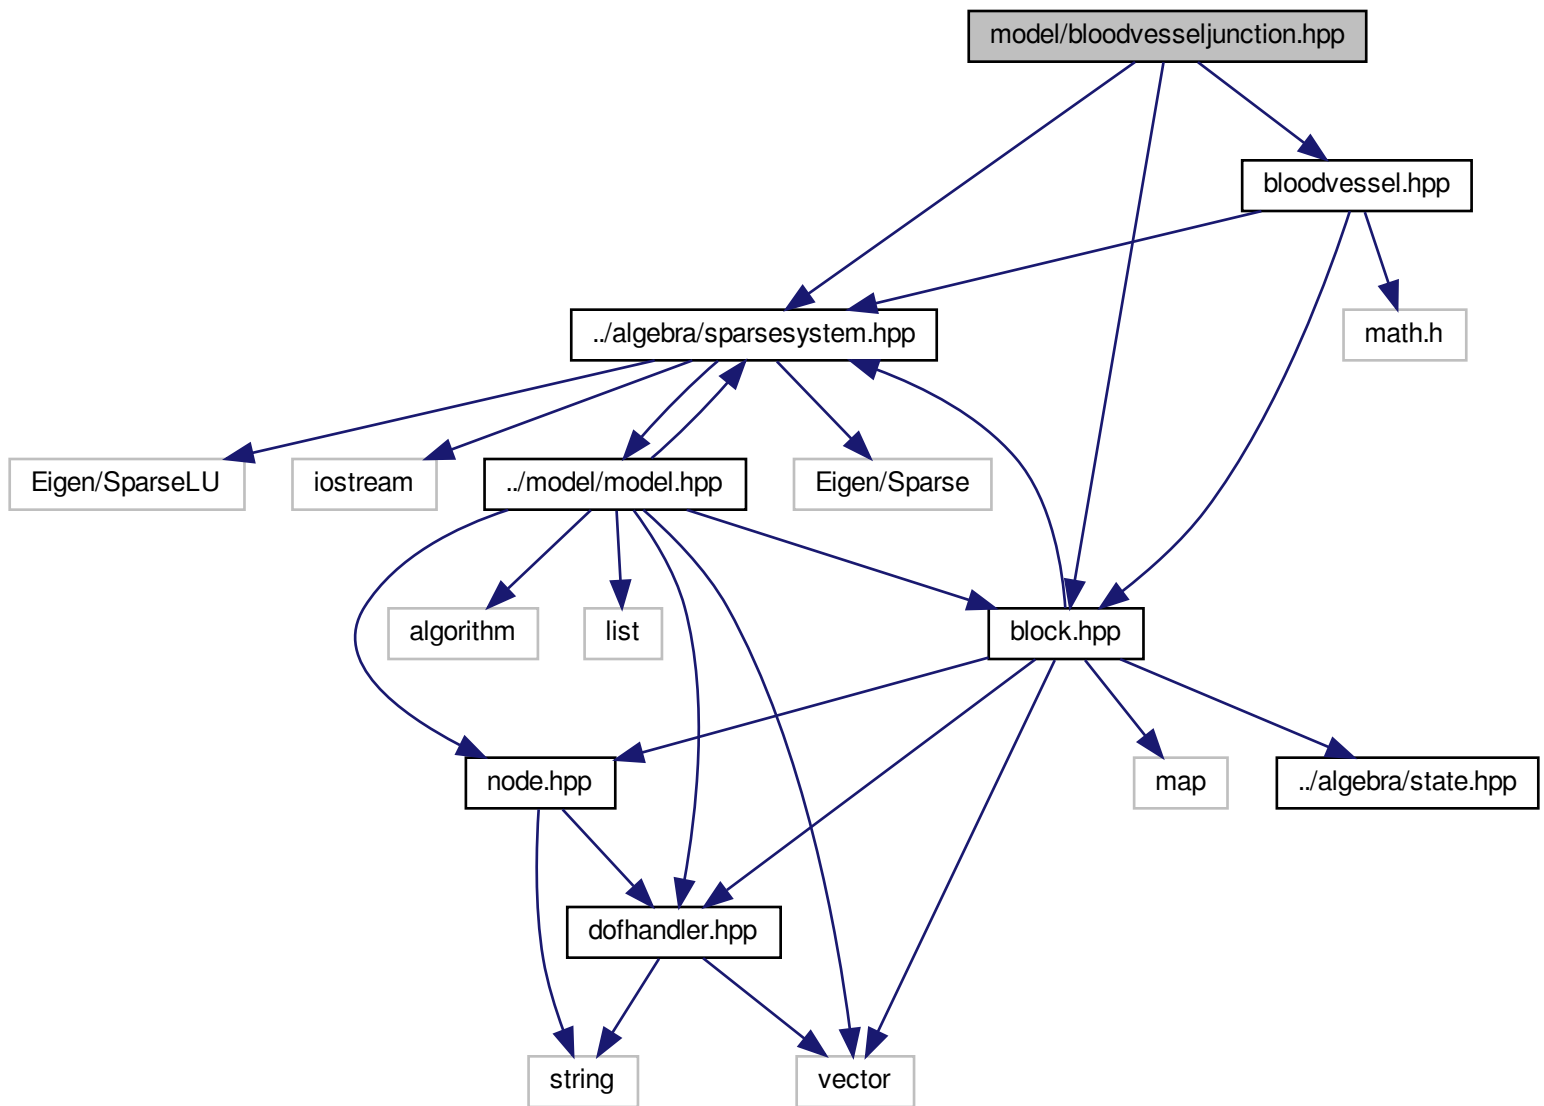 model/bloodvesseljunction.hpp
bloodvessel.hpp
../algebra/sparsesystem.hpp
math.h
Eigen/SparseLU
iostream
../model/model.hpp
Eigen/Sparse
algorithm
list
block.hpp
node.hpp
map
../algebra/state.hpp
dofhandler.hpp
string
vector